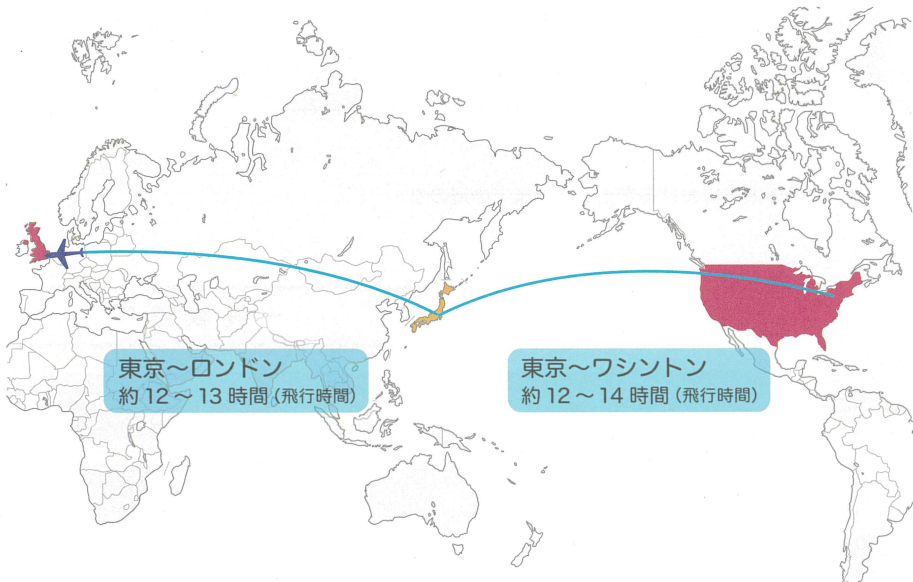 東京～ロンドン
約 12 ～ 13 時間 (飛行時間)
東京～ワシントン
約 12 ～ 14 時間 (飛行時間)